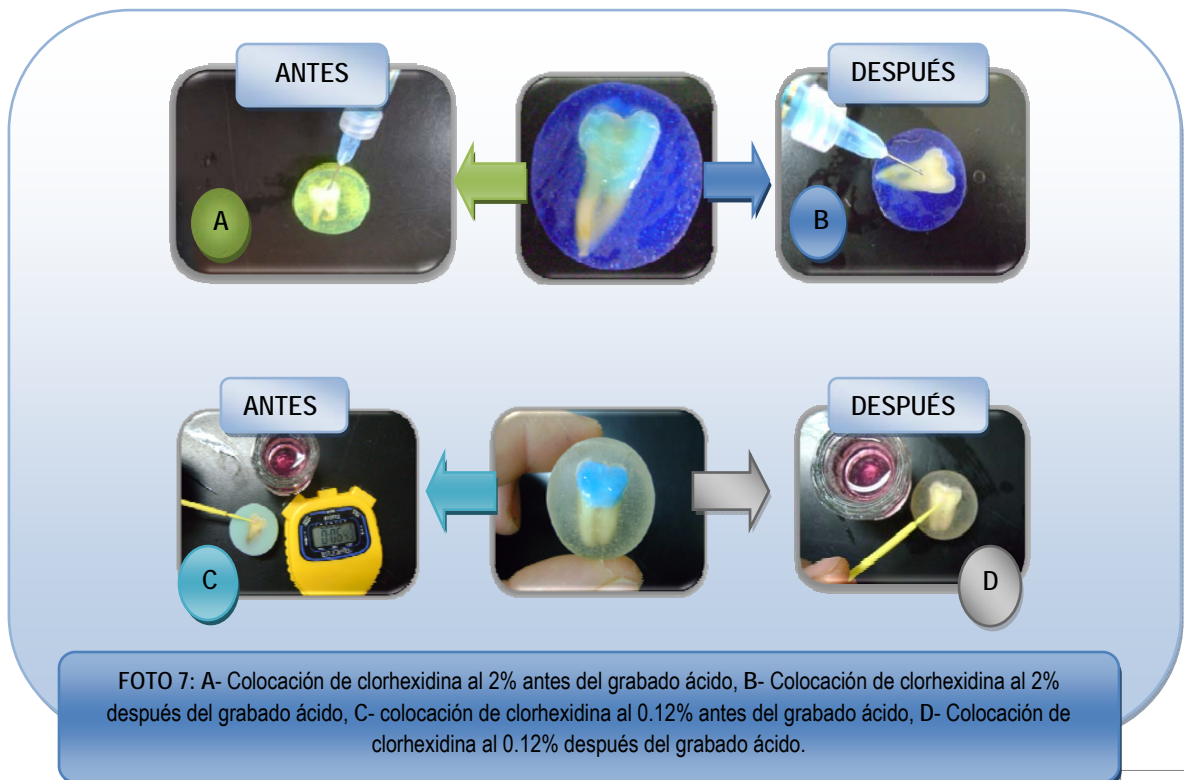 ANTES
DESPUÉS
A
B
ANTES
DESPUÉS
C
D
FOTO 7: A- Colocación de clorhexidina al 2% antes del grabado ácido, B- Colocación de clorhexidina al 2%
después del grabado ácido, C- colocación de clorhexidina al 0.12% antes del grabado ácido, D- Colocación de
clorhexidina al 0.12% después del grabado ácido.